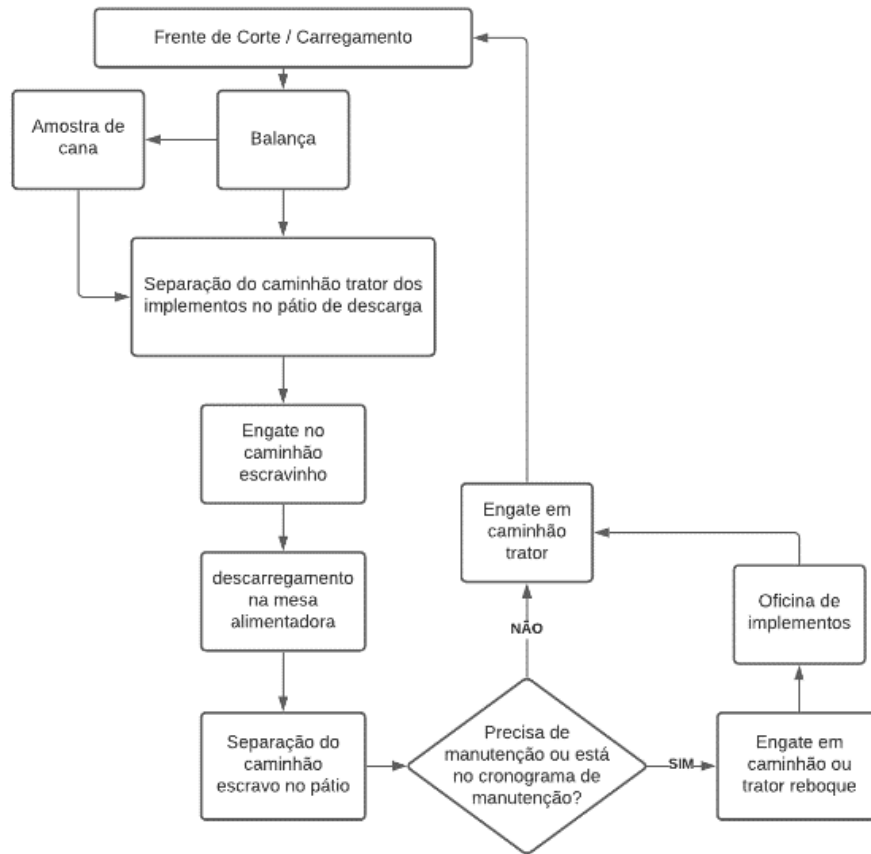 Frente de Corte / Carregamento
Amostra de
cana
Balança
Separação do caminhão trator dos
implementos no pátio de descarga
Engate no
caminhão
escravinho
descarregamento
na mesa
alimentadora
Separação do
caminhão
escravo no pátio
Precisa de
manutenção ou está
no cronograma de
manutenção?
NÃO
Engate em
caminhão
trator
SIM
Engate em
caminhão ou
trator reboque
Oficina de
implementos